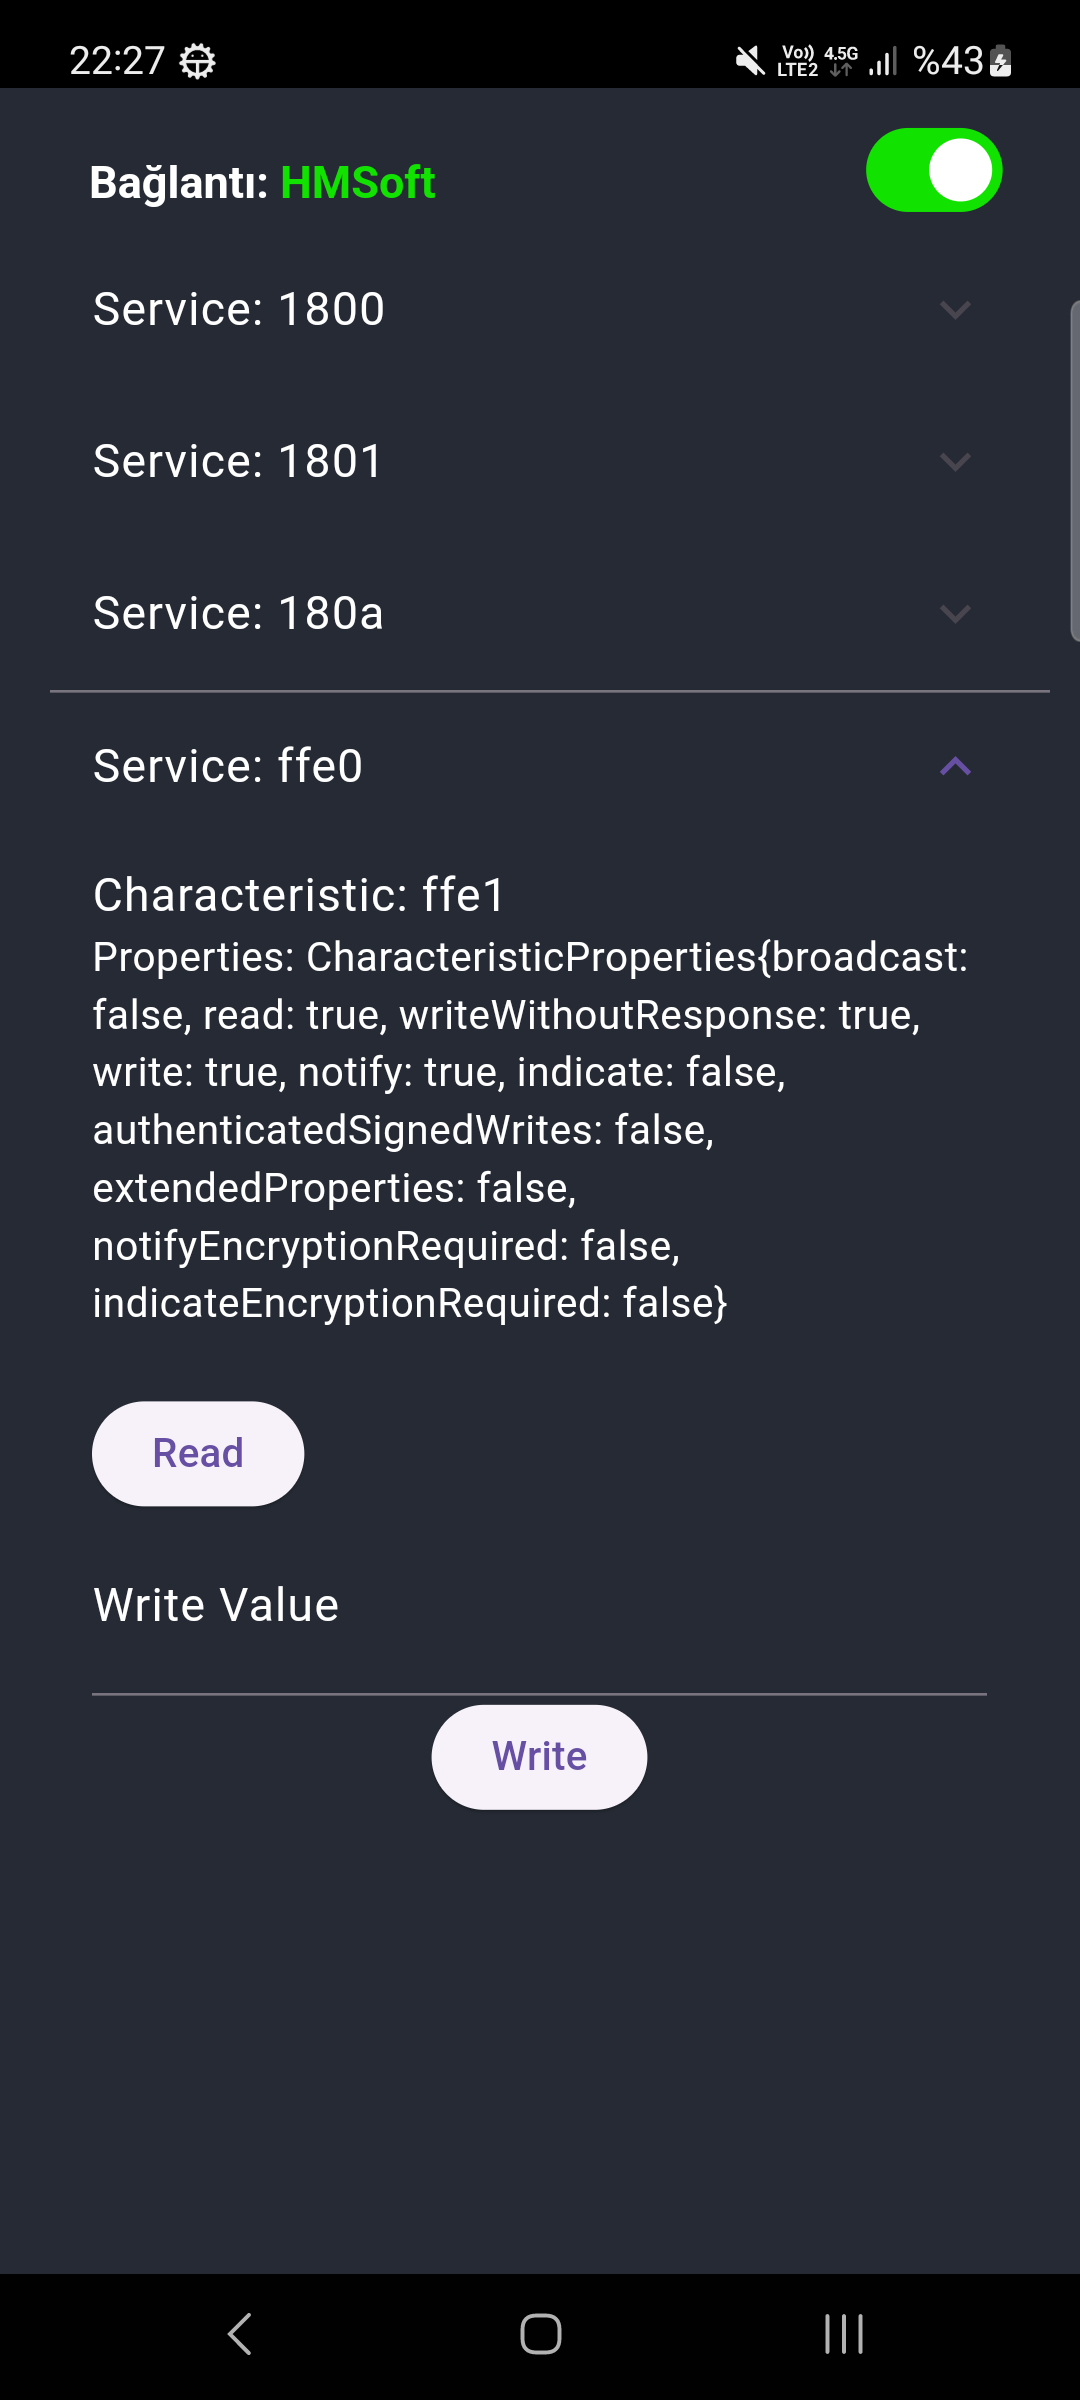 22:27
Vo)) LTE2 4.5G %43
Bağlantı: HMSoft
Service: 1800
Service: 1801
Service: 180a
Service: ffe0
Characteristic: ffe1
Properties: CharacteristicProperties{broadcast:
false, read: true, writeWithoutResponse: true,
write: true, notify: true, indicate: false,
authenticatedSignedWrites: false,
extendedProperties: false,
notifyEncryptionRequired: false,
indicateEncryptionRequired: false}
Read
Write Value
Write